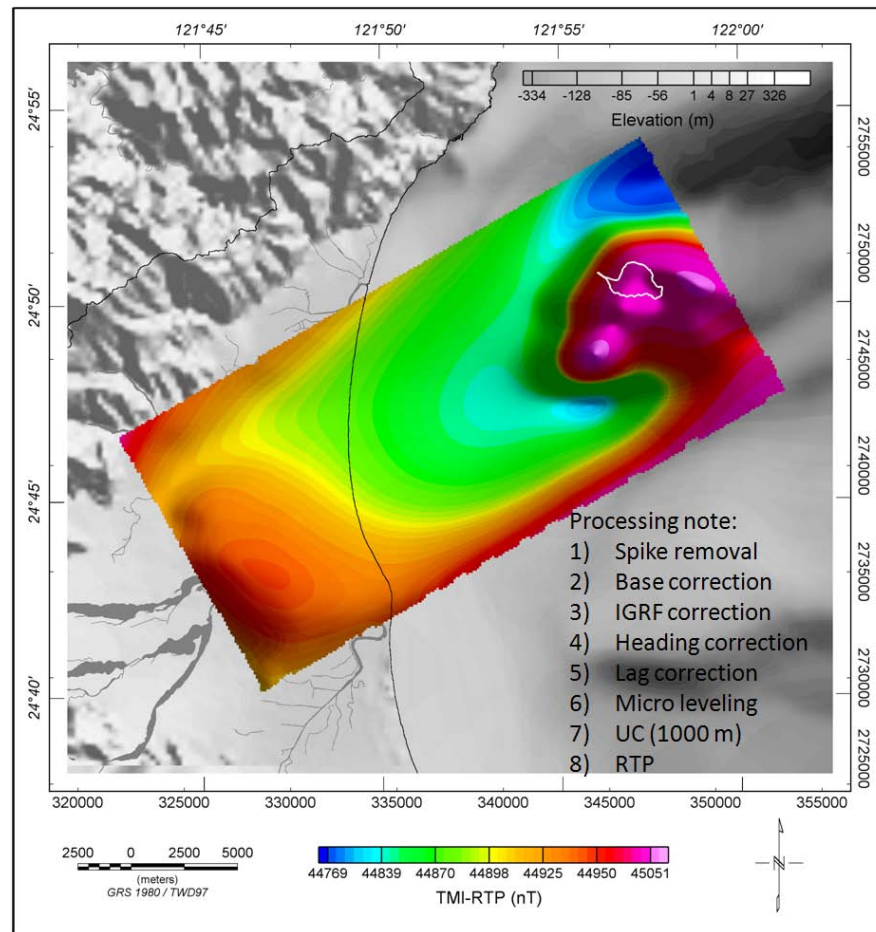 121°45' 121°50' 121°55' 122°00'
-334 -128 -85 -56 1 4 8 27 326
Elevation (m)
24°55'
24°50'
24°45'
24°40'
2755000
2750000
2745000
2740000
2735000
2730000
2725000
Processing note:
1) Spike removal
2) Base correction
3) IGRF correction
4) Heading correction
5) Lag correction
6) Micro leveling
7) UC (1000 m)
8) RTP
320000 325000 330000 335000 340000 345000 350000 355000
2500 0 2500 5000
(meters)
GRS 1980 / TWD97
44769 44839 44870 44898 44925 44950 45051
TMI-RTP (nT)
N